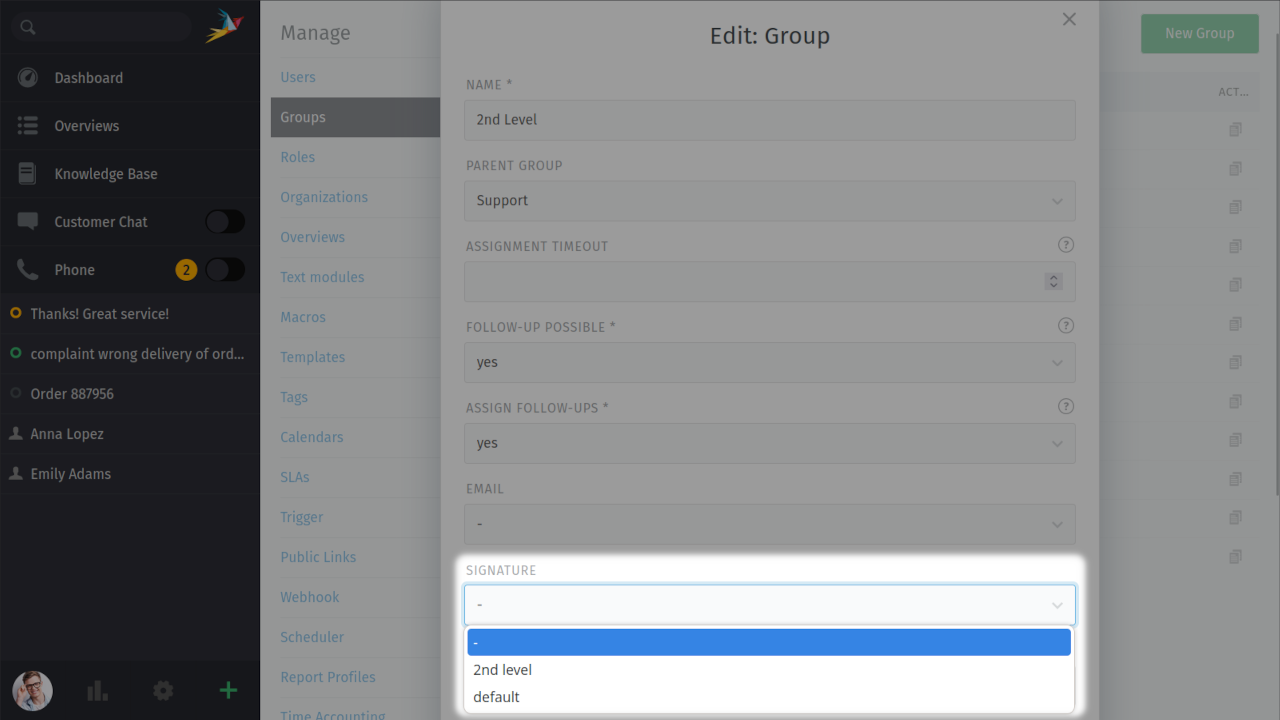 Dashboard
Overviews
Knowledge Base
Customer Chat
Phone 2
Thanks! Great service!
complaint wrong delivery of ord...
Order 887956
Anna Lopez
Emily Adams
Manage
Users
Groups
Roles
Organizations
Overviews
Text modules
Macros
Templates
Tags
Calendars
SLAs
Trigger
Public Links
Webhook
Scheduler
Report Profiles
Time Accounting
Edit: Group
NAME *
2nd Level
PARENT GROUP
Support
ASSIGNMENT TIMEOUT
?
FOLLOW-UP POSSIBLE *
?
yes
ASSIGN FOLLOW-UPS *
?
yes
EMAIL
-
SIGNATURE
-
-
2nd level
default
New Group
ACT...